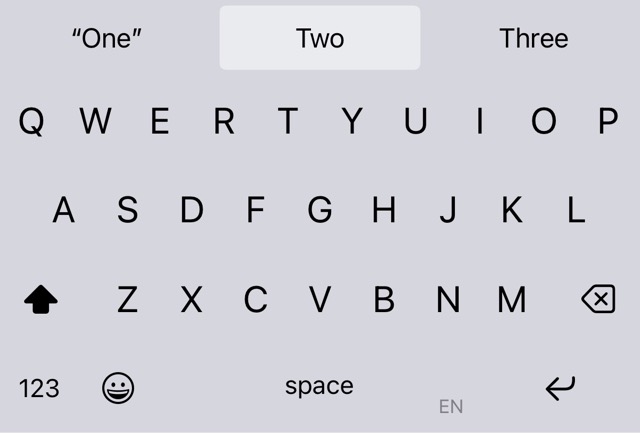 “One” Two Three
Q W E R T Y U I O P
A S D F G H J K L
Z X C V B N M
123 space EN